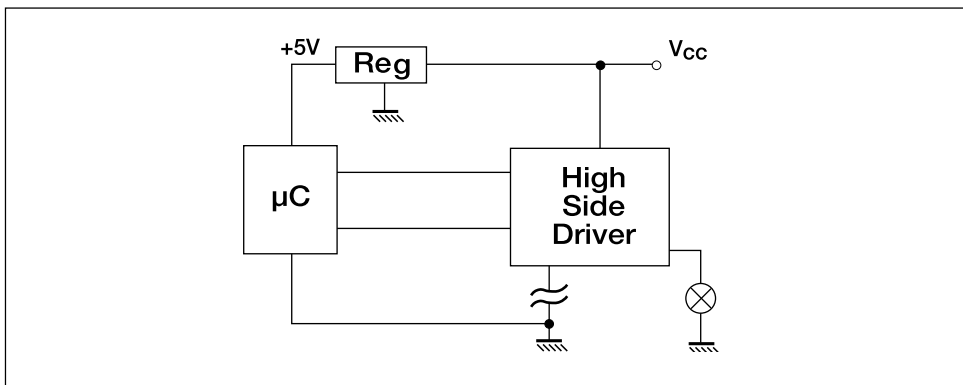 +5V
Reg
VCC
µC
High
Side
Driver